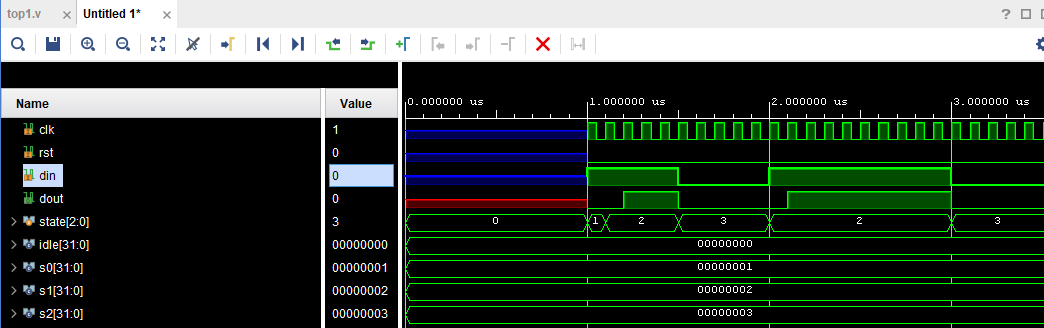 top1.v × Untitled 1* ×
?
Name Value
0.000000 us 1.000000 us 2.000000 us 3.000000 us
clk 1
rst 0
din 0
dout 0
state[2:0] 3 0 1 2 3 2 3
idle[31:0] 00000000 00000000
s0[31:0] 00000001 00000001
s1[31:0] 00000002 00000002
s2[31:0] 00000003 00000003